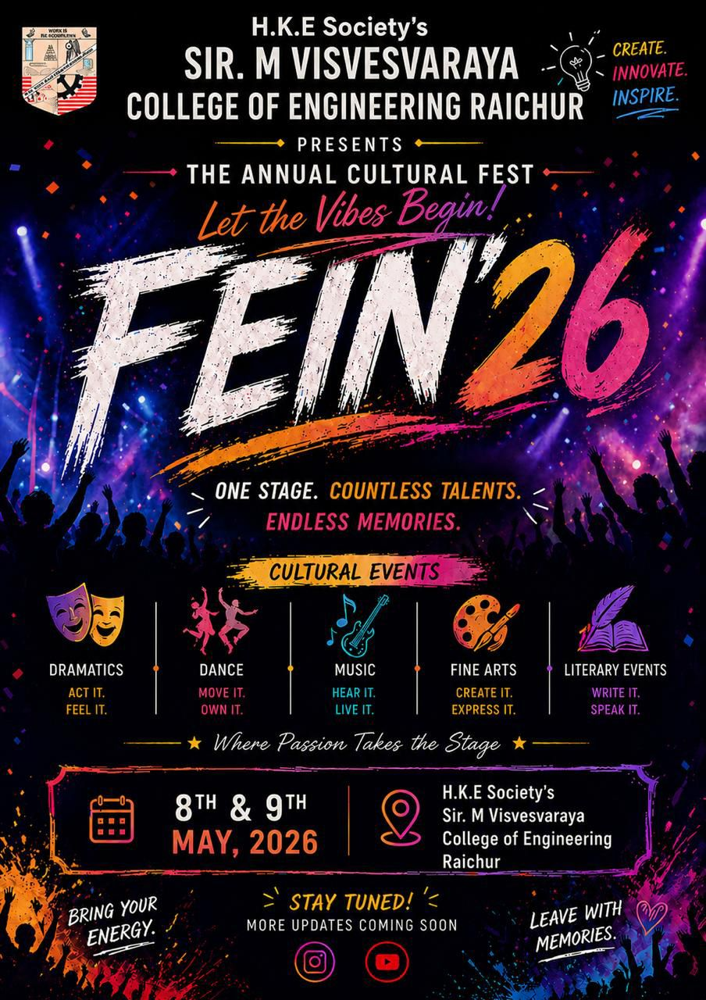 WORK IS
H.K.E Society's
SIR. M VISVESVARAYA
COLLEGE OF ENGINEERING RAICHUR
CREATE.
INNOVATE.
INSPIRE.
PRESENTS
THE ANNUAL CULTURAL FEST
Let the Vibes Begin!
FEIN'26
ONE STAGE. COUNTLESS TALENTS.
ENDLESS MEMORIES.
CULTURAL EVENTS
DRAMATICS
ACT IT.
FEEL IT.
DANCE
MOVE IT.
OWN IT.
MUSIC
HEAR IT.
LIVE IT.
FINE ARTS
CREATE IT.
EXPRESS IT.
LITERARY EVENTS
WRITE IT.
SPEAK IT.
Where Passion Takes the Stage
8TH & 9TH
MAY, 2026
H.K.E Society's
Sir. M Visvesvaraya
College of Engineering
Raichur
BRING YOUR
ENERGY.
STAY TUNED!
MORE UPDATES COMING SOON
LEAVE WITH
MEMORIES.